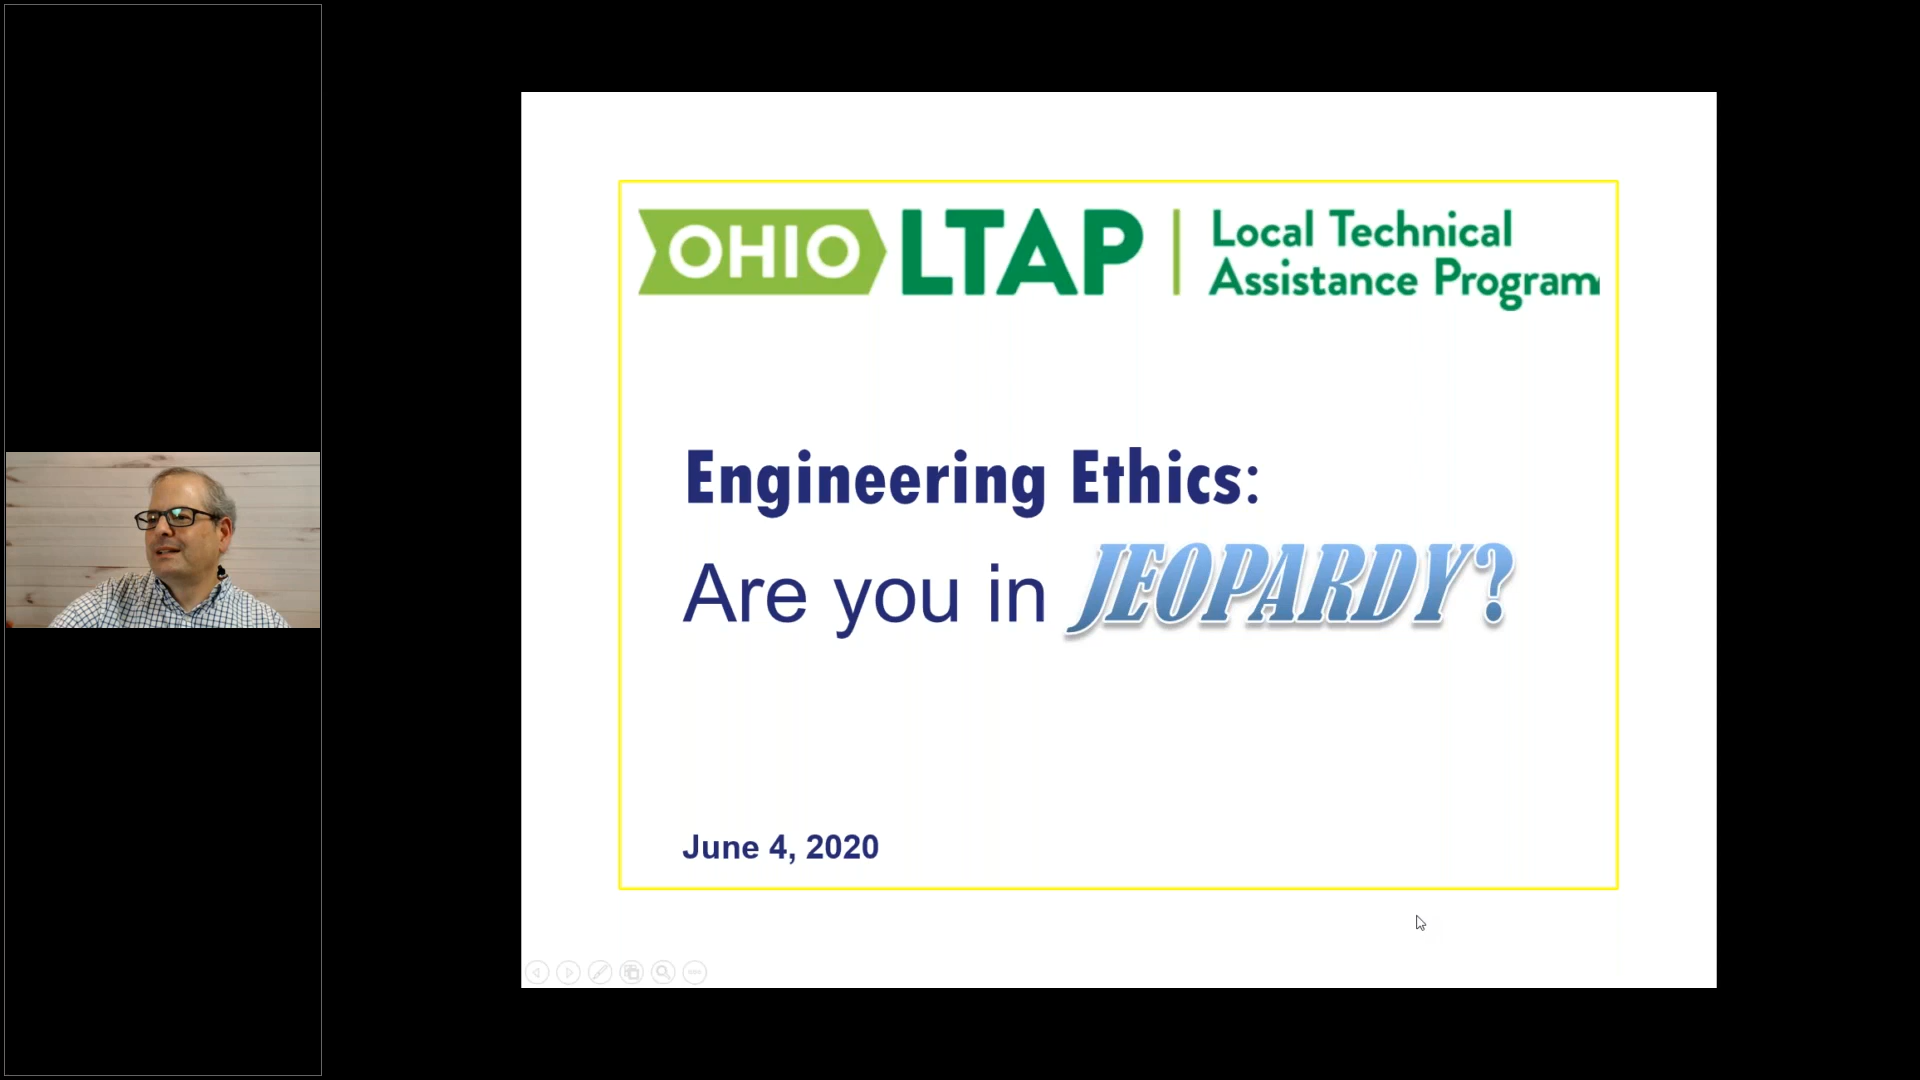 OHIO LTAP | Local Technical
Assistance Program
Engineering Ethics:
Are you in JEOPARDY?
June 4, 2020